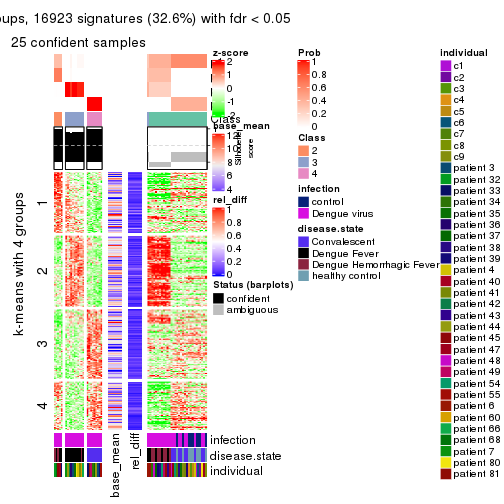 ups, 16923 signatures (32.6%) with fdr < 0.05
25 confident samples
k-means with 4 groups
1
2
3
4
Class
Silhouette
score
z-score
2
1
0
-1
-2
base_mean
12
10
8
6
4
rel_diff
1
0.8
0.6
0.4
0.2
0
Status (barplots)
confident
ambiguous
infection
disease.state
individual
base_mean
rel_diff
Prob
1
0.8
0.6
0.4
0.2
0
Class
2
3
4
infection
control
Dengue virus
disease.state
Convalescent
Dengue Fever
Dengue Hemorrhagic Fever
healthy control
individual
c1
c2
c3
c4
c5
c6
c7
c8
c9
patient 3
patient 32
patient 33
patient 34
patient 35
patient 36
patient 37
patient 38
patient 39
patient 4
patient 40
patient 41
patient 42
patient 43
patient 44
patient 45
patient 47
patient 48
patient 49
patient 54
patient 55
patient 6
patient 60
patient 66
patient 68
patient 7
patient 80
patient 81